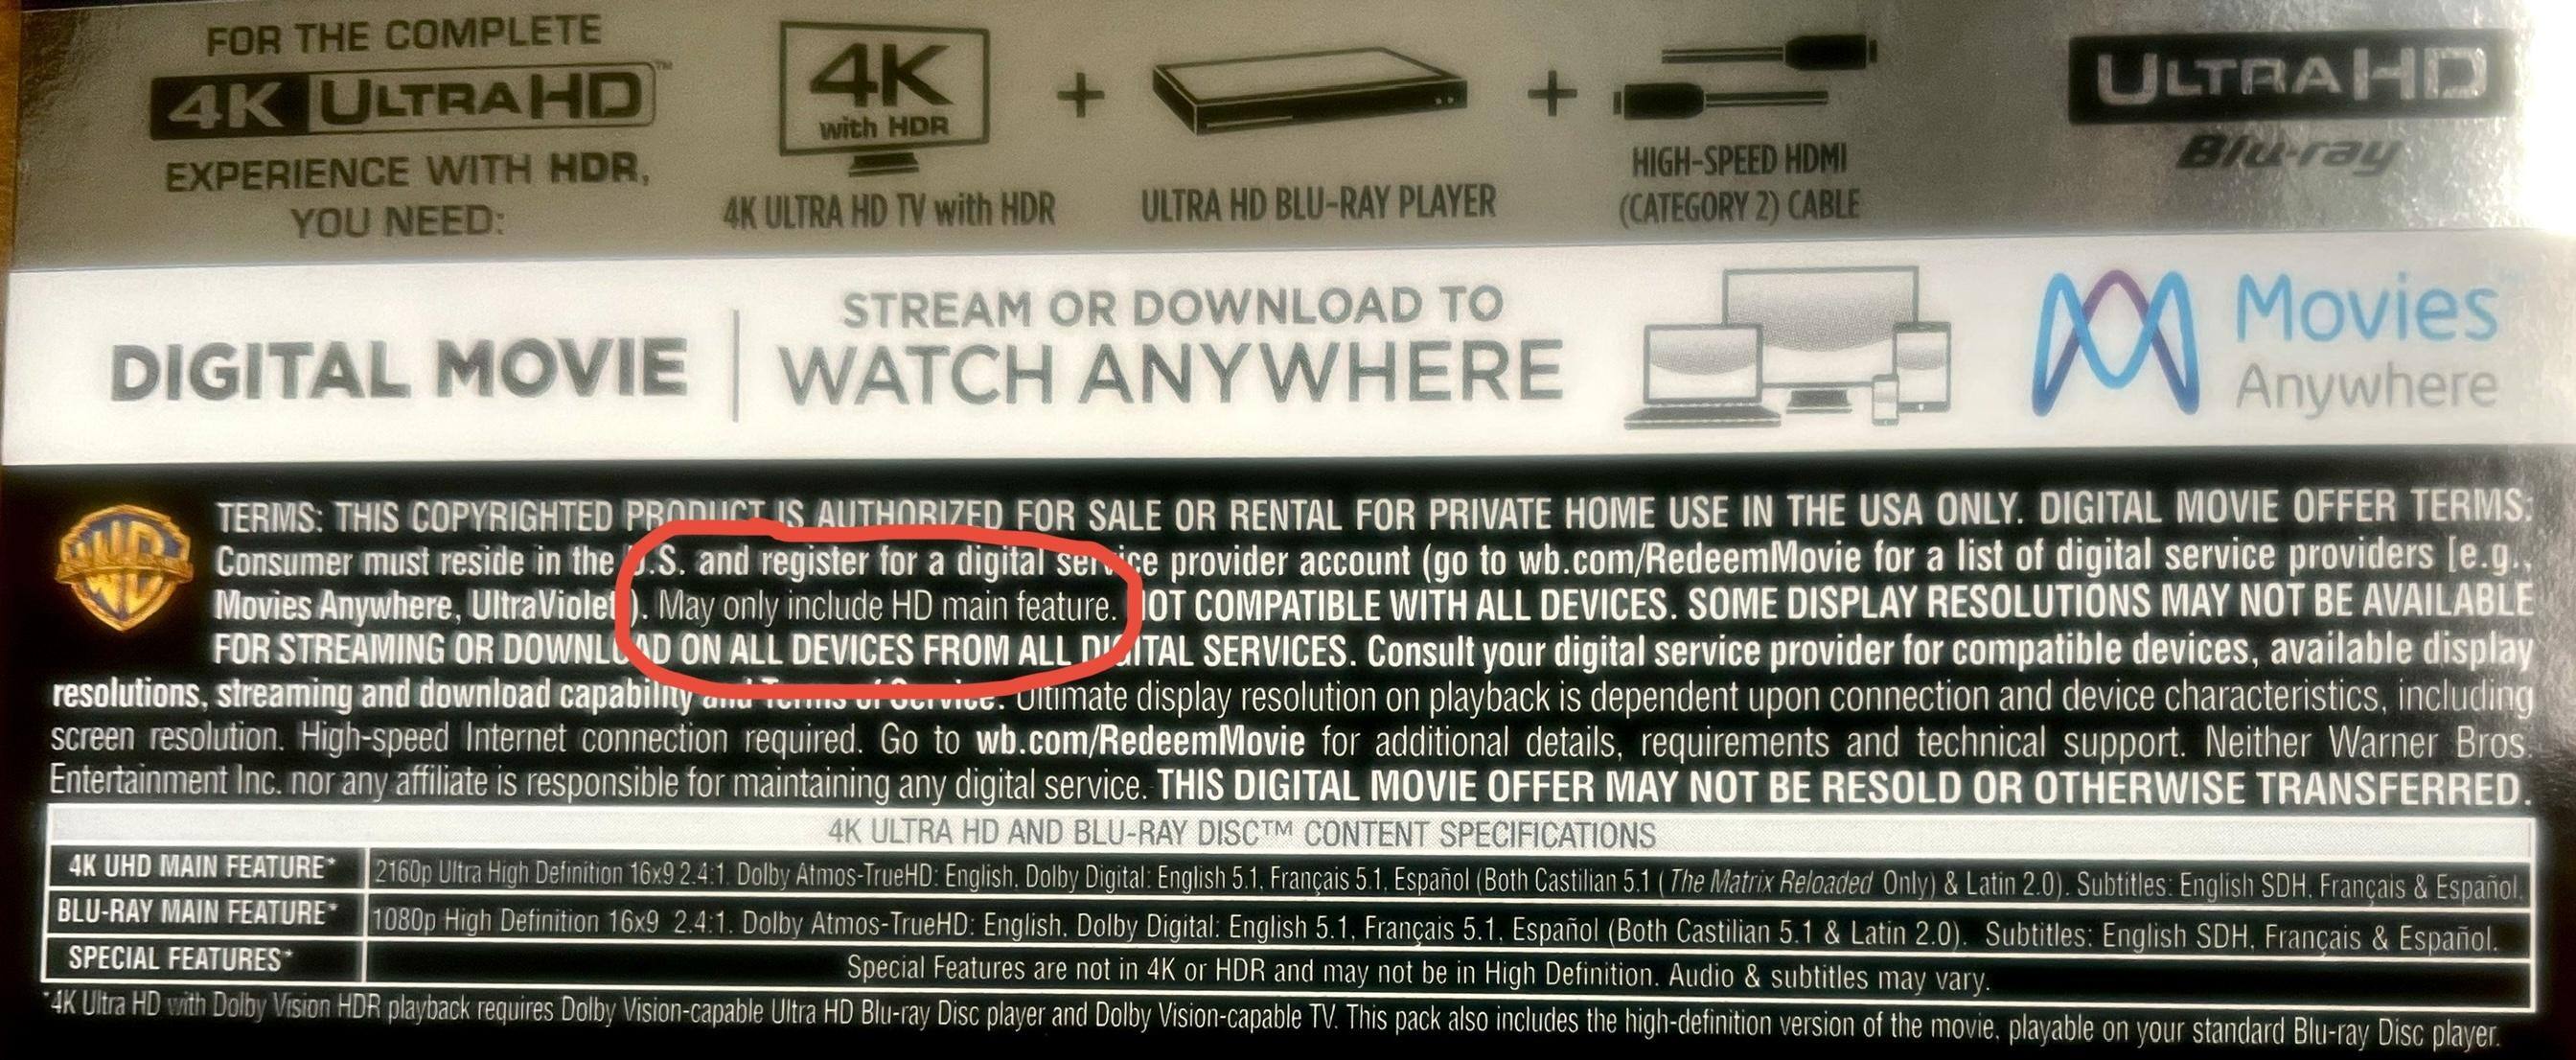 FOR THE COMPLETE
4K ULTRA HD™
EXPERIENCE WITH HDR,
YOU NEED:
4K
with HDR
4K ULTRA HD TV with HDR
+
ULTRA HD BLU-RAY PLAYER
+
HIGH-SPEED HDMI
(CATEGORY 2) CABLE
ULTRA HD
Blu-ray
DIGITAL MOVIE
STREAM OR DOWNLOAD TO
WATCH ANYWHERE
Movies
Anywhere
WB
TERMS: THIS COPYRIGHTED PRODUCT IS AUTHORIZED FOR SALE OR RENTAL FOR PRIVATE HOME USE IN THE USA ONLY. DIGITAL MOVIE OFFER TERMS:
Consumer must reside in the U.S. and register for a digital service provider account (go to wb.com/RedeemMovie for a list of digital service providers [e.g.,
Movies Anywhere, UltraViolet]). May only include HD main feature. NOT COMPATIBLE WITH ALL DEVICES. SOME DISPLAY RESOLUTIONS MAY NOT BE AVAILABLE
FOR STREAMING OR DOWNLOAD ON ALL DEVICES FROM ALL DIGITAL SERVICES. Consult your digital service provider for compatible devices, available display
resolutions, streaming and download capability and Terms of Service. Ultimate display resolution on playback is dependent upon connection and device characteristics, including
screen resolution. High-speed Internet connection required. Go to wb.com/RedeemMovie for additional details, requirements and technical support. Neither Warner Bros.
Entertainment Inc. nor any affiliate is responsible for maintaining any digital service. THIS DIGITAL MOVIE OFFER MAY NOT BE RESOLD OR OTHERWISE TRANSFERRED.
4K ULTRA HD AND BLU-RAY DISC™ CONTENT SPECIFICATIONS
4K UHD MAIN FEATURE* 2160p Ultra High Definition 16x9 2.4:1. Dolby Atmos-TrueHD: English, Dolby Digital: English 5.1, Français 5.1, Español (Both Castilian 5.1 (The Matrix Reloaded Only) & Latin 2.0). Subtitles: English SDH, Français & Español.
BLU-RAY MAIN FEATURE* 1080p High Definition 16x9 2.4:1. Dolby Atmos-TrueHD: English, Dolby Digital: English 5.1, Français 5.1, Español (Both Castilian 5.1 & Latin 2.0). Subtitles: English SDH, Français & Español.
SPECIAL FEATURES* Special Features are not in 4K or HDR and may not be in High Definition. Audio & subtitles may vary.
*4K Ultra HD with Dolby Vision HDR playback requires Dolby Vision-capable Ultra HD Blu-ray Disc player and Dolby Vision-capable TV. This pack also includes the high-definition version of the movie, playable on your standard Blu-ray Disc player.